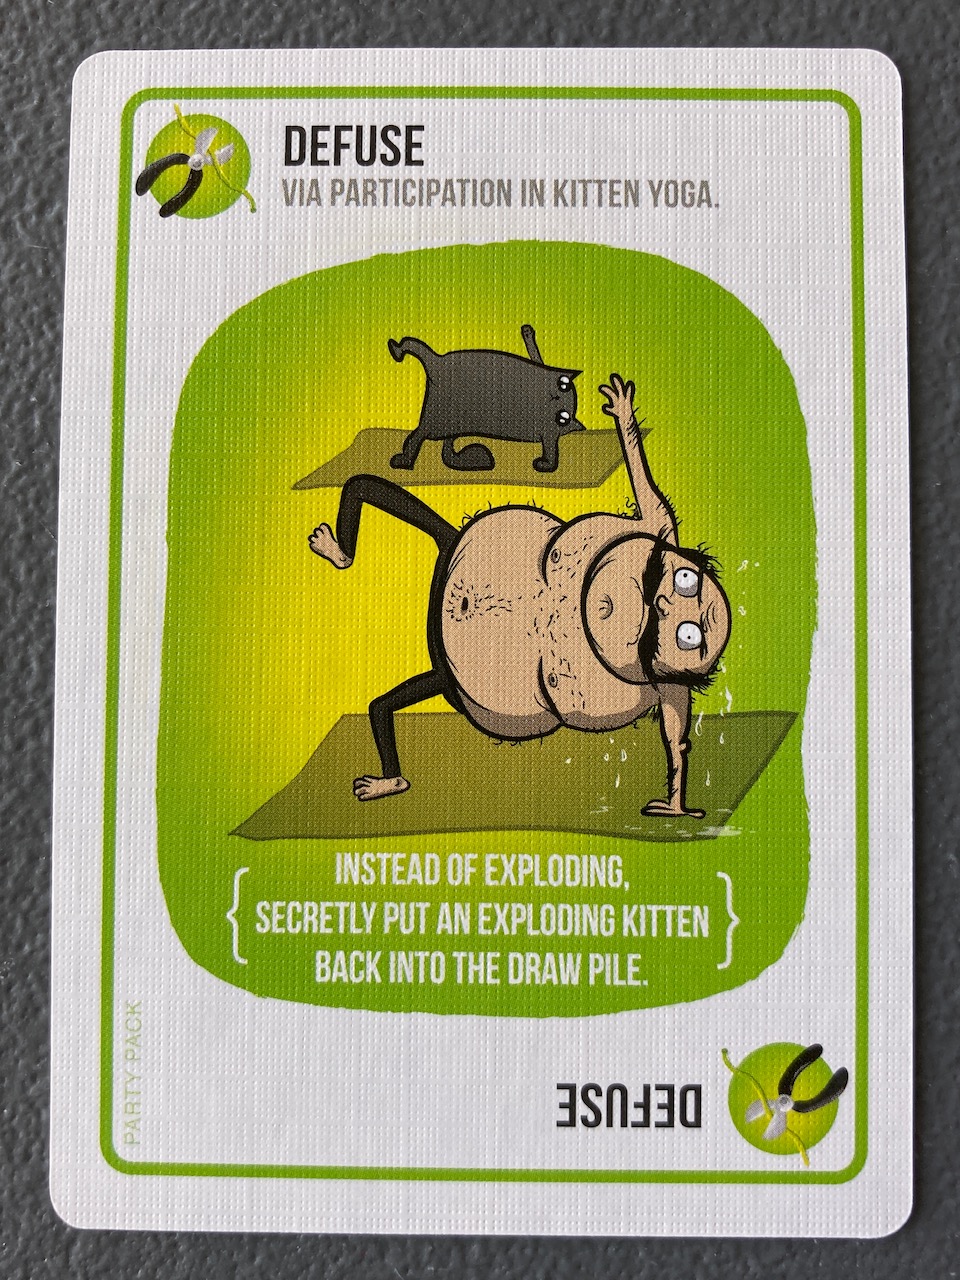 DEFUSE
VIA PARTICIPATION IN KITTEN YOGA.
{ INSTEAD OF EXPLODING,
SECRETLY PUT AN EXPLODING KITTEN
BACK INTO THE DRAW PILE. }
PARTY PACK
DEFUSE